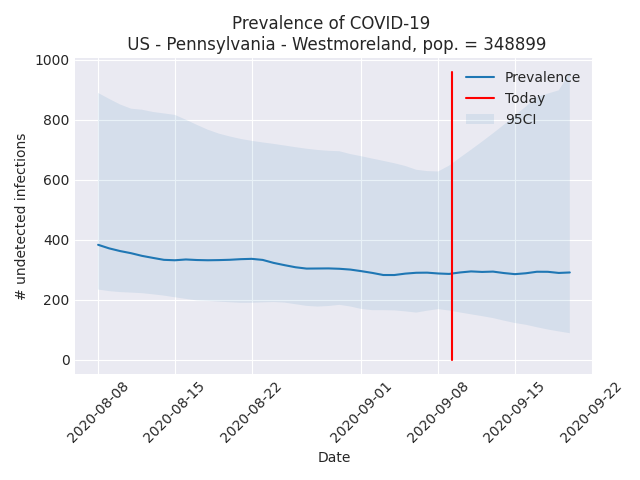 Prevalence of COVID-19
US - Pennsylvania - Westmoreland, pop. = 348899
1000
800
600
400
200
0
# undetected infections
Prevalence
Today
95CI
2020-08-08
2020-08-15
2020-08-22
2020-09-01
2020-09-08
2020-09-15
2020-09-22
Date